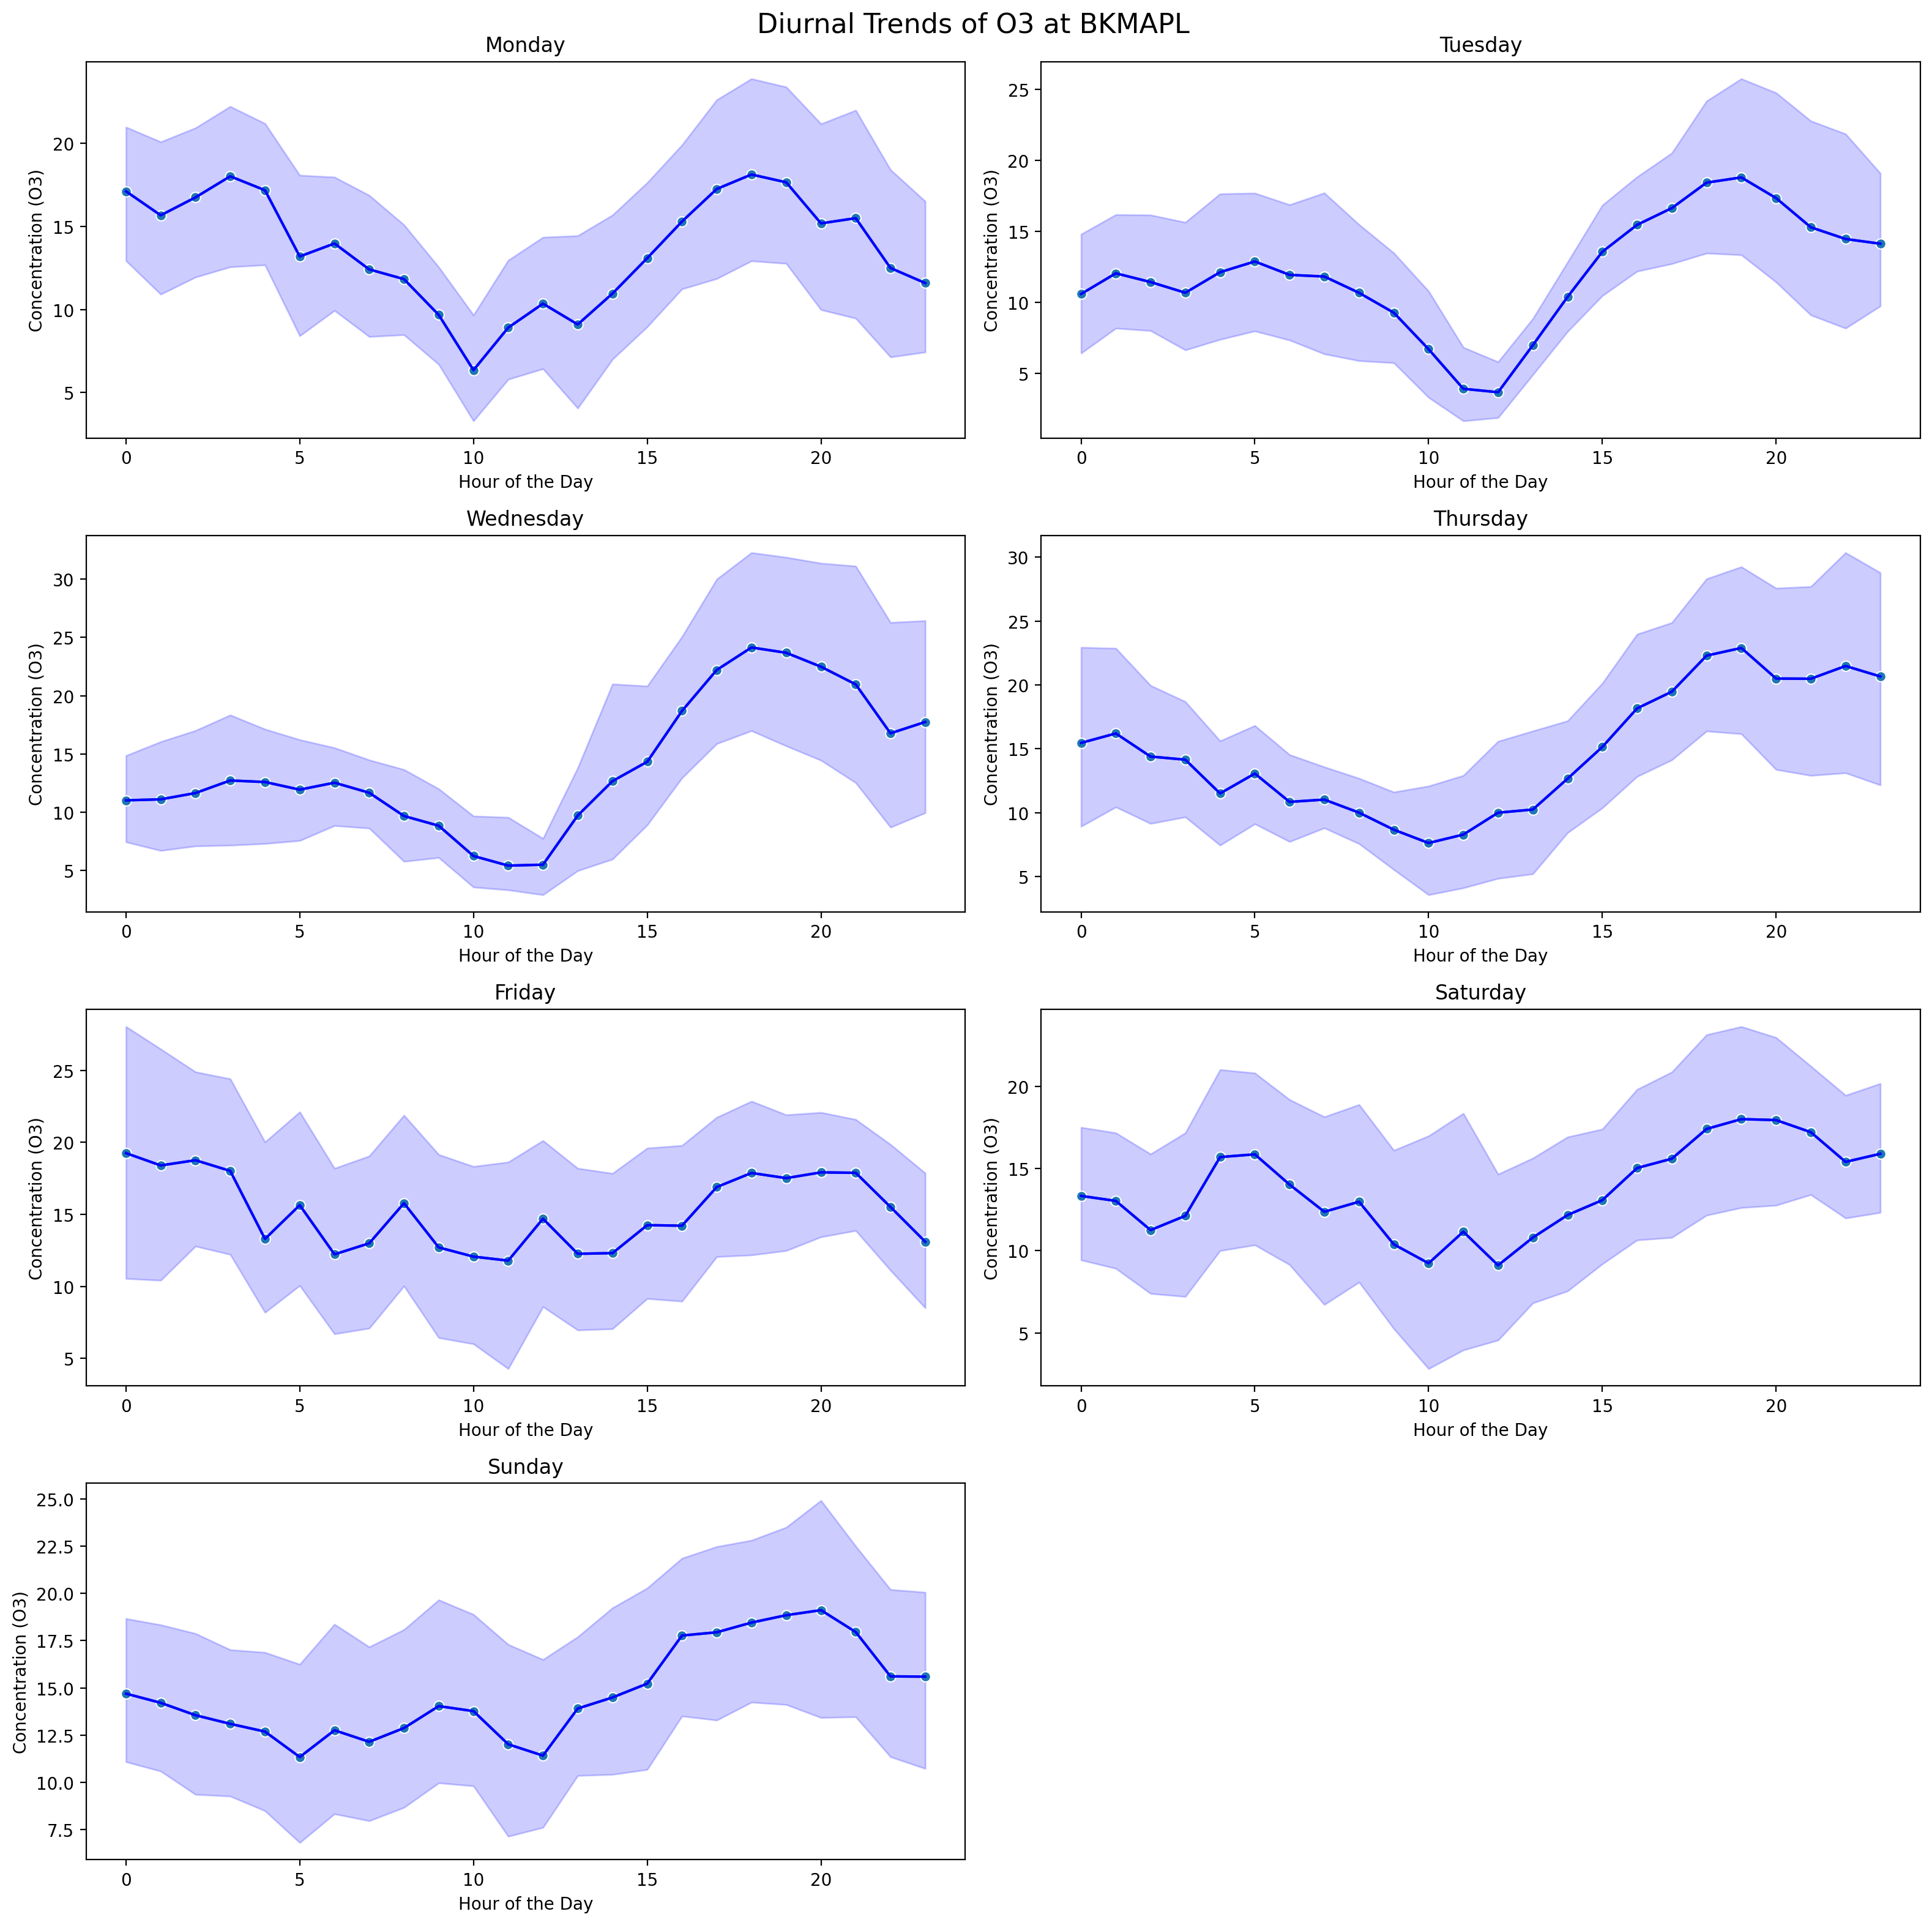 Diurnal Trends of O3 at BKMAPL
Monday
Concentration (O3)
20
15
10
5
0 5 10 15 20
Hour of the Day
Tuesday
Concentration (O3)
25
20
15
10
5
0 5 10 15 20
Hour of the Day
Wednesday
Concentration (O3)
30
25
20
15
10
5
0 5 10 15 20
Hour of the Day
Thursday
Concentration (O3)
30
25
20
15
10
5
0 5 10 15 20
Hour of the Day
Friday
Concentration (O3)
25
20
15
10
5
0 5 10 15 20
Hour of the Day
Saturday
Concentration (O3)
20
15
10
5
0 5 10 15 20
Hour of the Day
Sunday
Concentration (O3)
25.0
22.5
20.0
17.5
15.0
12.5
10.0
7.5
0 5 10 15 20
Hour of the Day